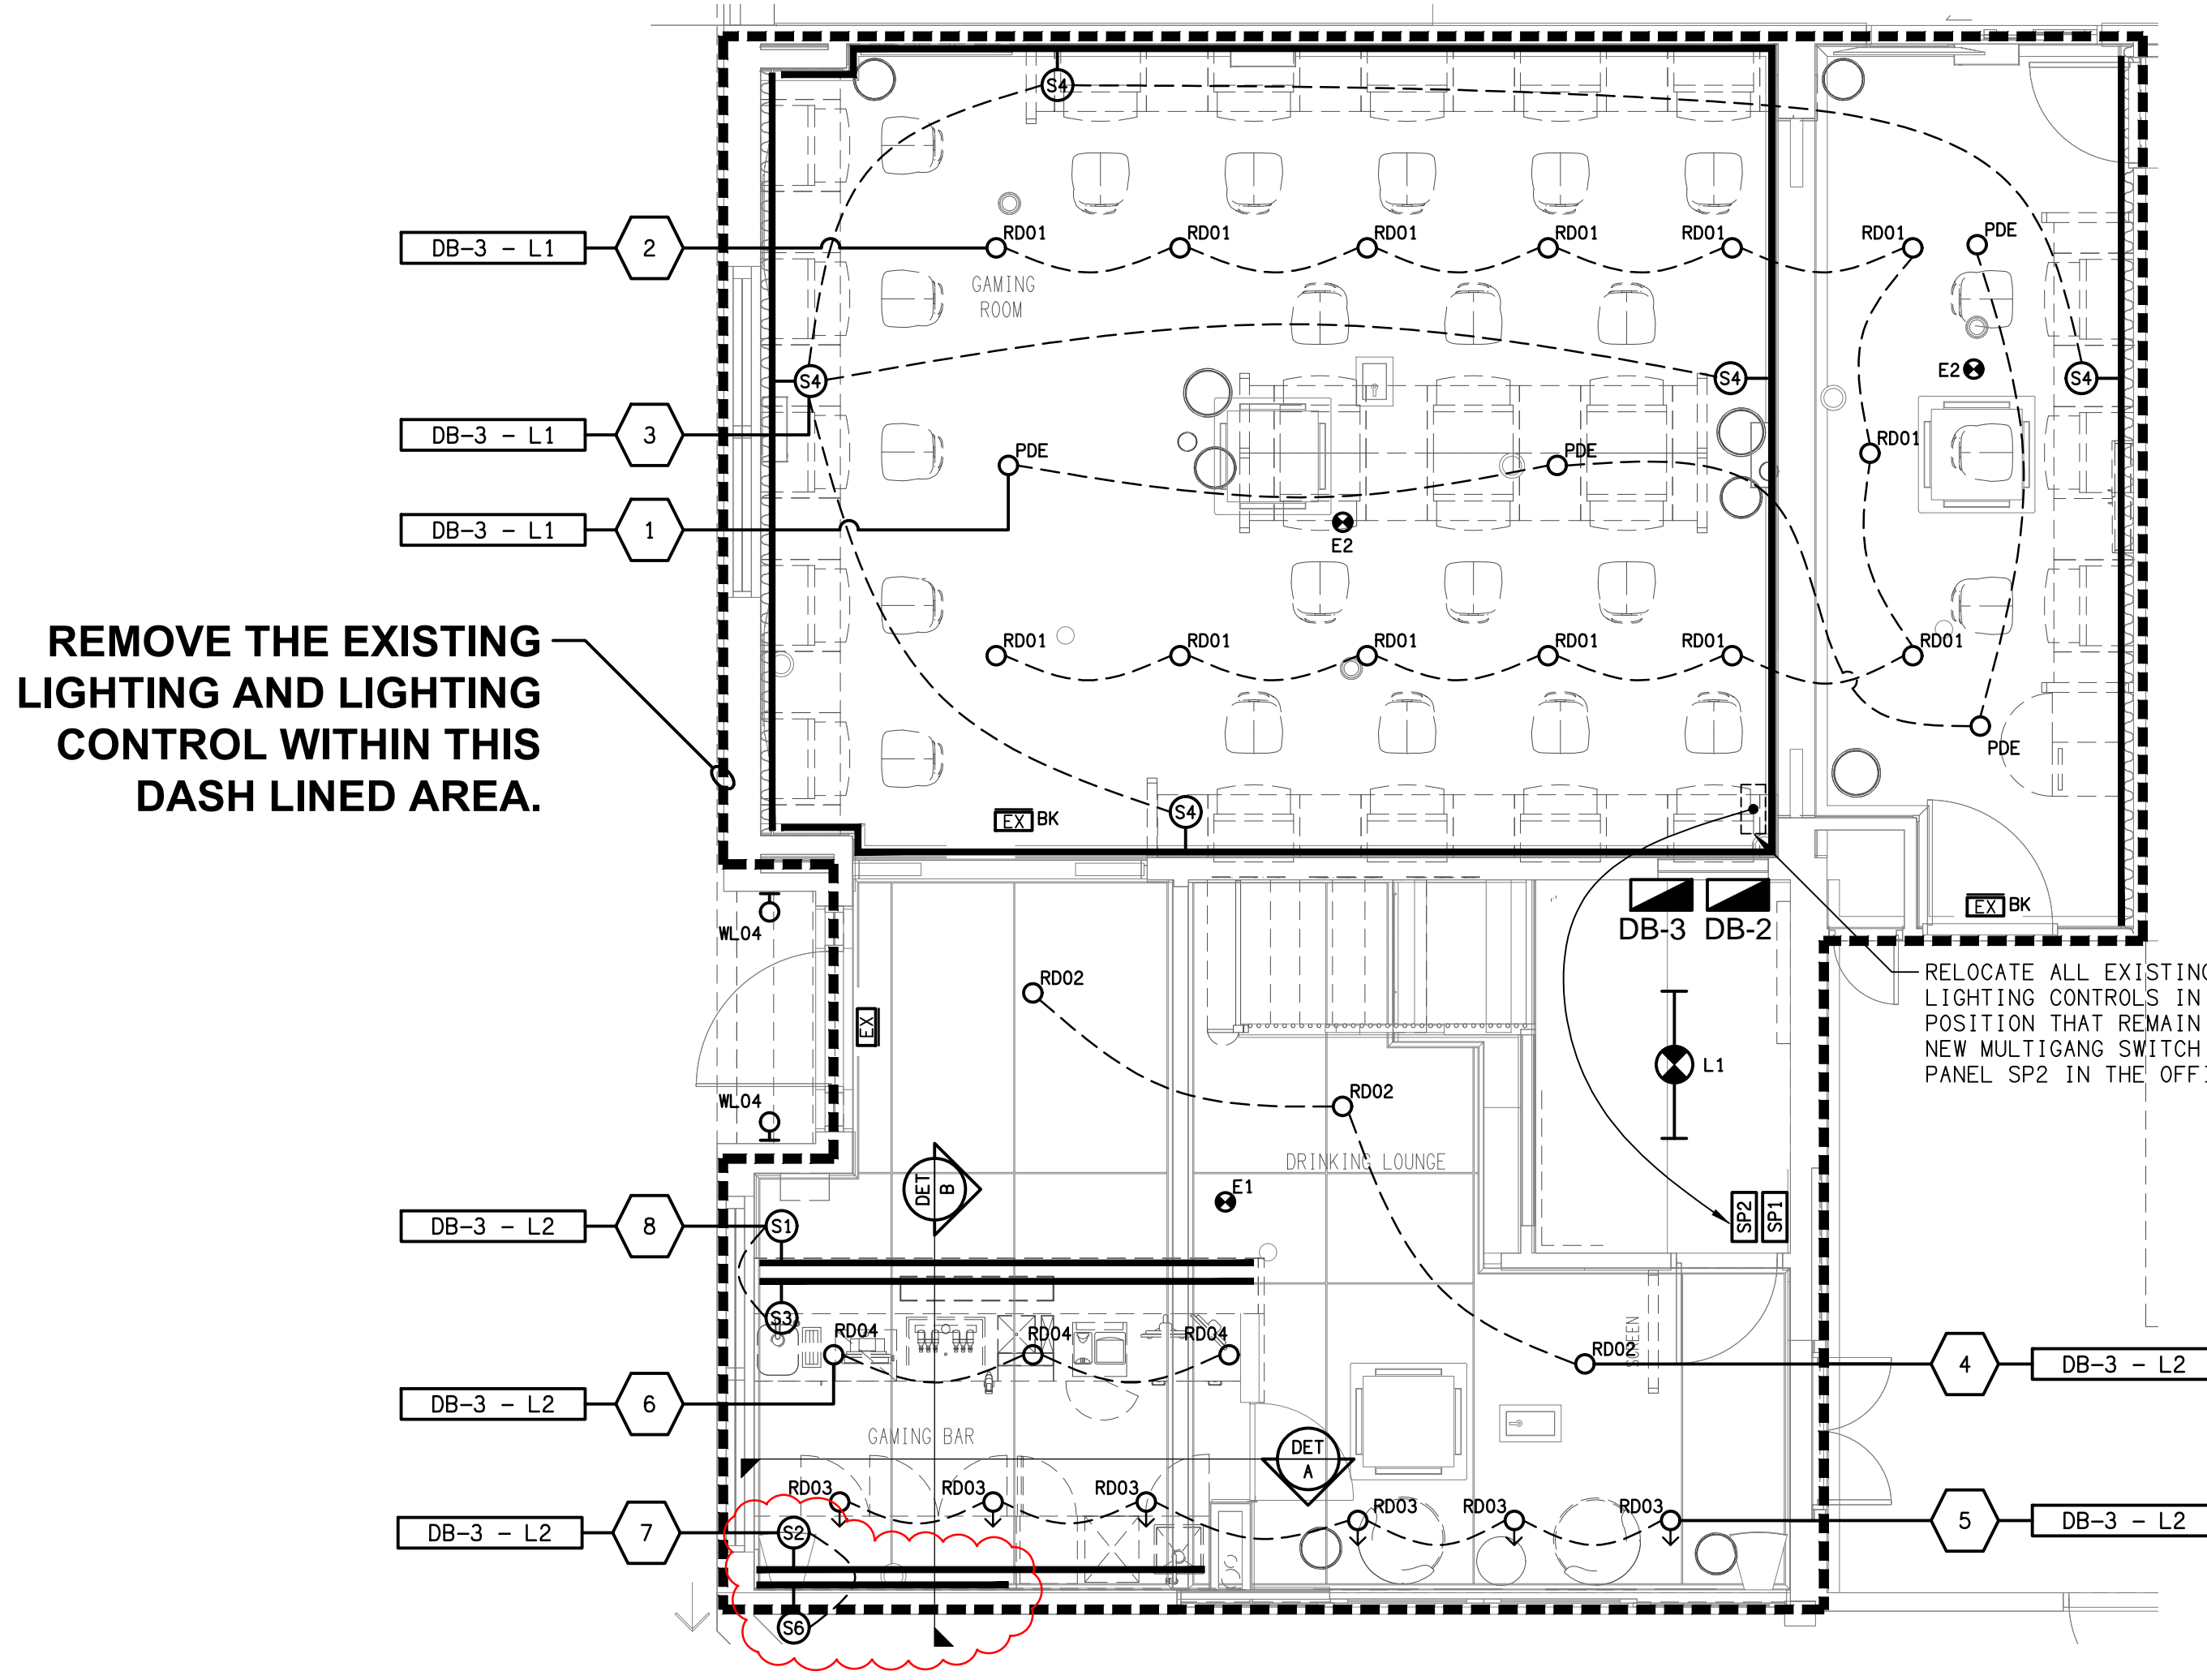 S4
DB-3 - L1
2
RD01
RD01
RD01
RD01
RD01
RD01
PDE
GAMING
ROOM
S4
S4
E2
S4
DB-3 - L1
3
RD01
PDE
PDE
DB-3 - L1
1
E2
REMOVE THE EXISTING
LIGHTING AND LIGHTING
CONTROL WITHIN THIS
DASH LINED AREA.
RD01
RD01
RD01
RD01
RD01
RD01
PDE
S4
EX BK
EX BK
DB-3
DB-2
WL04
RD02
EX
RELOCATE ALL EXISTING
LIGHTING CONTROLS IN
POSITION THAT REMAIN
NEW MULTIGANG SWITCH
PANEL SP2 IN THE OFFI
L1
WL04
RD02
DRINKING LOUNGE
DET
B
E1
SP2
SP1
DB-3 - L2
8
S1
S3
RD04
RD04
RD04
RD02
SCREEN
4
DB-3 - L2
DB-3 - L2
6
GAMING BAR
DET
A
RD03
RD03
RD03
RD03
RD03
RD03
DB-3 - L2
7
S2
5
DB-3 - L2
S6